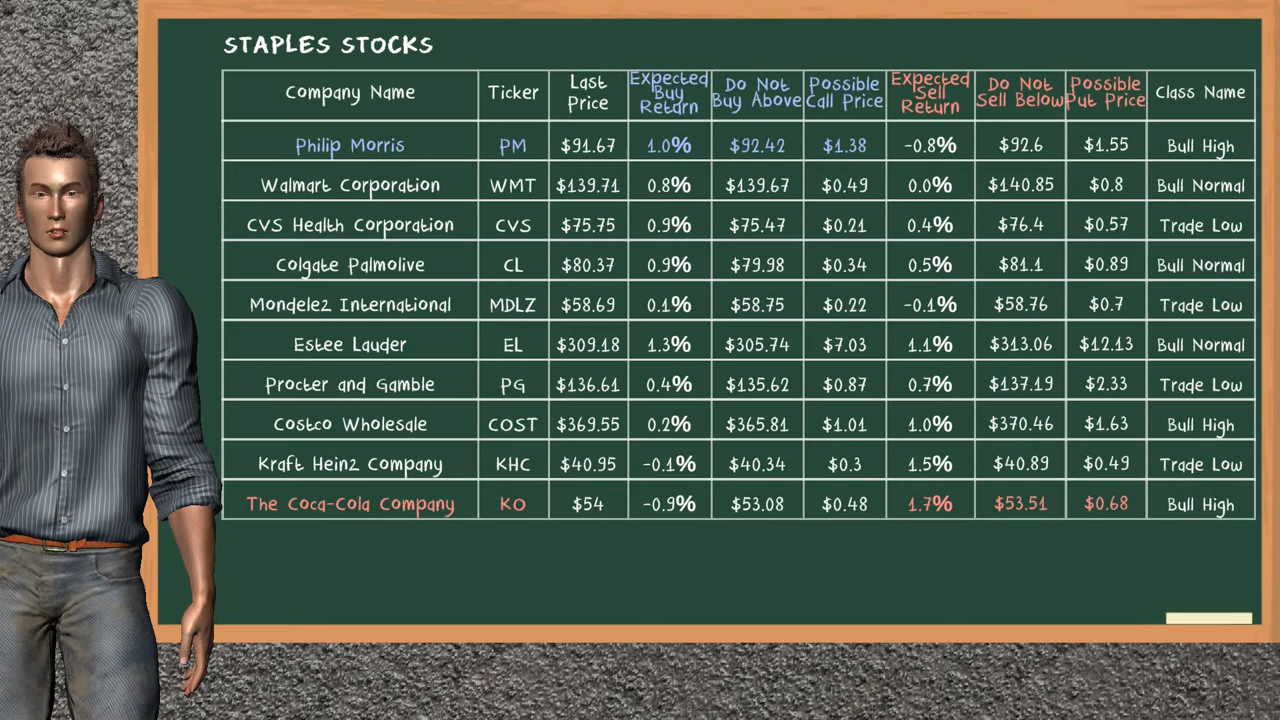 STAPLES STOCKS
Company Name Ticker Last Price Expected Buy Return Do Not Buy Above Possible Call Price Expected Sell Return Do Not Sell Below Possible Put Price Class Name
Philip Morris PM $91.67 1.0% $92.42 $1.38 -0.8% $92.6 $1.55 Bull High
Walmart Corporation WMT $139.71 0.8% $139.67 $0.49 0.0% $140.85 $0.8 Bull Normal
CVS Health Corporation CVS $75.75 0.9% $75.47 $0.21 0.4% $76.4 $0.57 Trade Low
Colgate Palmolive CL $80.37 0.9% $79.98 $0.34 0.5% $81.1 $0.89 Bull Normal
Mondelez International MDLZ $58.69 0.1% $58.75 $0.22 -0.1% $58.76 $0.7 Trade Low
Estee Lauder EL $309.18 1.3% $305.74 $7.03 1.1% $313.06 $12.13 Bull Normal
Procter and Gamble PG $136.61 0.4% $135.62 $0.87 0.7% $137.19 $2.33 Trade Low
Costco Wholesale COST $369.55 0.2% $365.81 $1.01 1.0% $370.46 $1.63 Bull High
Kraft Heinz Company KHC $40.95 -0.1% $40.34 $0.3 1.5% $40.89 $0.49 Trade Low
The Coca-Cola Company KO $54 -0.9% $53.08 $0.48 1.7% $53.51 $0.68 Bull High